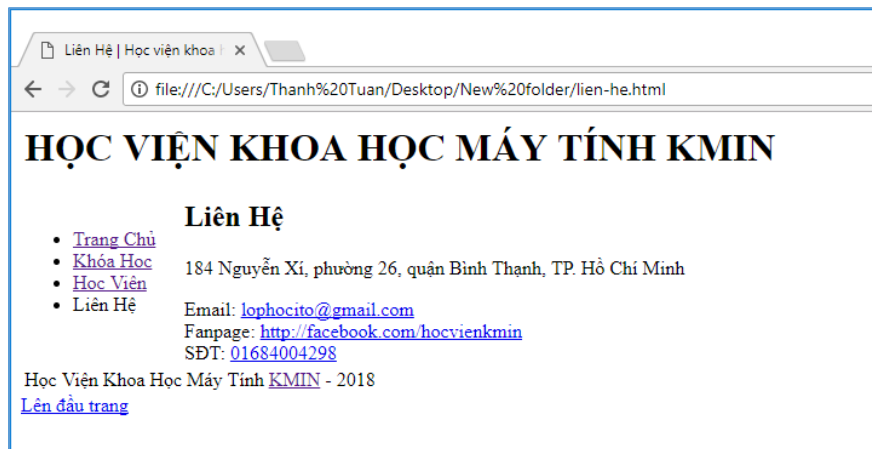 Liên Hệ | Học viện khoa
file:///C:/Users/Thanh%20Tuan/Desktop/New%20folder/lien-he.html
HỌC VIỆN KHOA HỌC MÁY TÍNH KMIN
Trang Chủ
Khóa Học
Học Viên
Liên Hệ
Liên Hệ
184 Nguyễn Xí, phường 26, quận Bình Thạnh, TP. Hồ Chí Minh
Email: lophocito@gmail.com
Fanpage: http://facebook.com/hocvienkmin
SĐT: 01684004298
Học Viện Khoa Học Máy Tính KMIN - 2018
Lên đầu trang